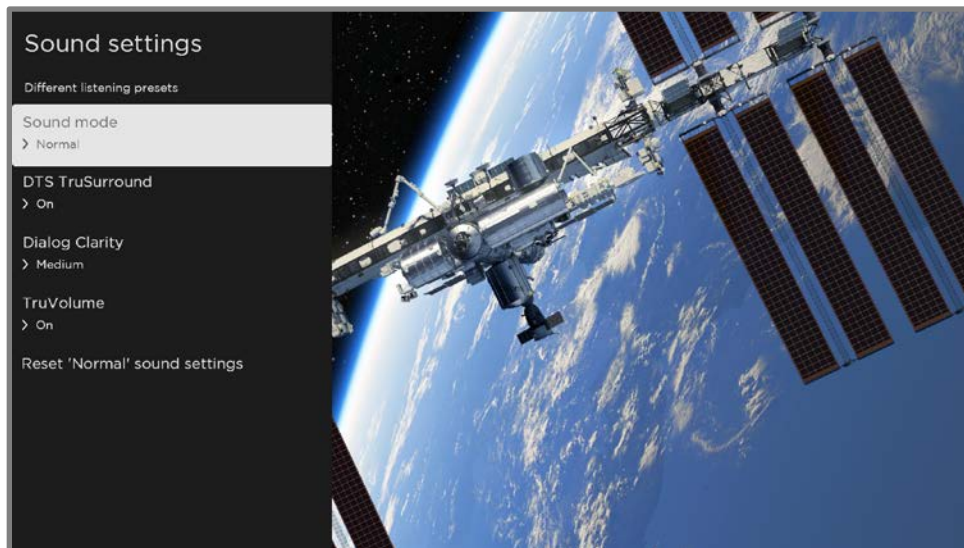 Sound settings
Different listening presets
Sound mode
> Normal
DTS TruSurround
> On
Dialog Clarity
> Medium
TruVolume
> On
Reset 'Normal' sound settings